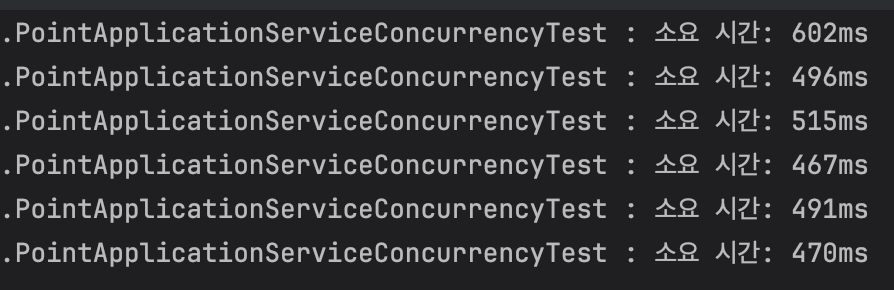 .PointApplicationServiceConcurrencyTest : 소요 시간: 602ms
.PointApplicationServiceConcurrencyTest : 소요 시간: 496ms
.PointApplicationServiceConcurrencyTest : 소요 시간: 515ms
.PointApplicationServiceConcurrencyTest : 소요 시간: 467ms
.PointApplicationServiceConcurrencyTest : 소요 시간: 491ms
.PointApplicationServiceConcurrencyTest : 소요 시간: 470ms